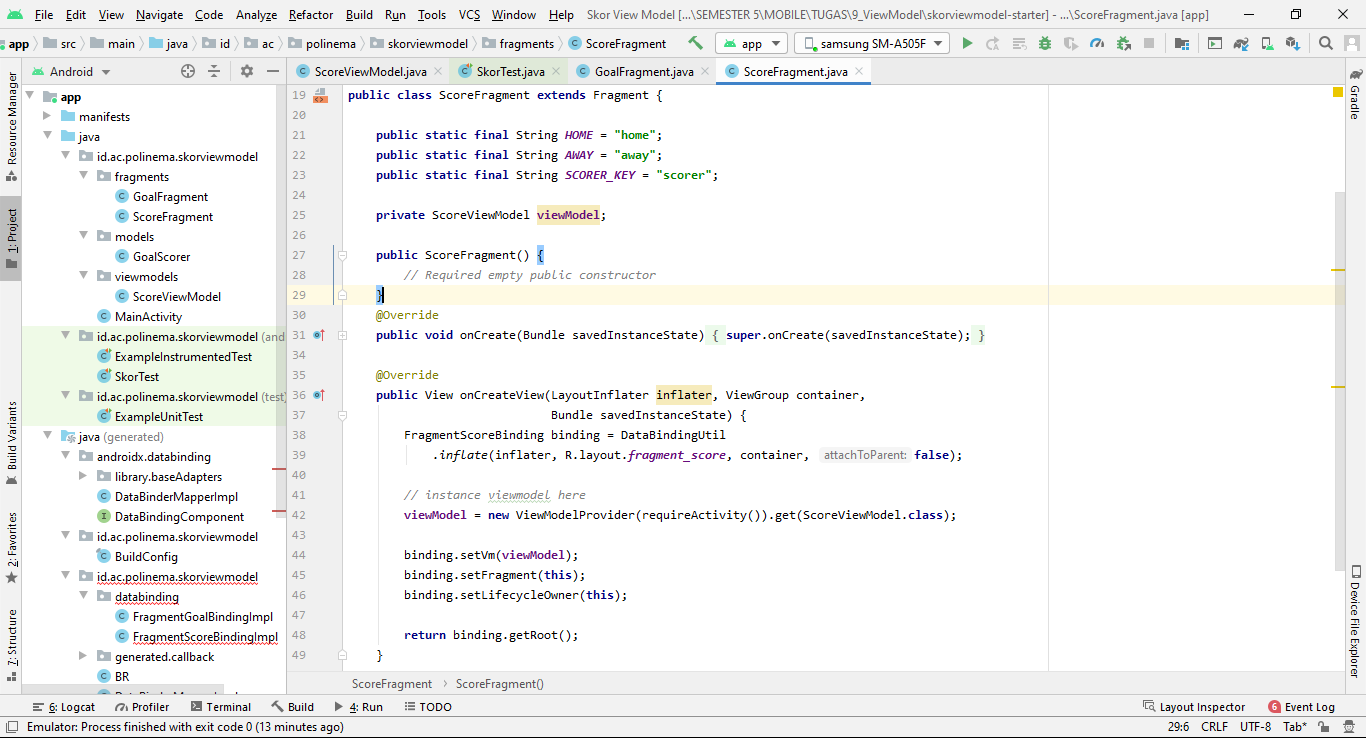 File Edit View Navigate Code Analyze Refactor Build Run Tools VCS Window Help Skor View Model [...\SEMESTER 5\MOBILE\TUGAS\9_ViewModel\skorviewmodel-starter] - ...\ScoreFragment.java [app]
app src main java id ac polinema skorviewmodel fragments ScoreFragment app samsung SM-A505F
Android ScoreViewModel.java SkorTest.java GoalFragment.java ScoreFragment.java
Resource Manager
1: Project
Build Variants
2: Favorites
7: Structure
app
manifests
java
id.ac.polinema.skorviewmodel
fragments
GoalFragment
ScoreFragment
models
GoalScorer
viewmodels
ScoreViewModel
MainActivity
id.ac.polinema.skorviewmodel (and
ExampleInstrumentedTest
SkorTest
id.ac.polinema.skorviewmodel (test)
ExampleUnitTest
java (generated)
androidx.databinding
library.baseAdapters
DataBinderMapperImpl
DataBindingComponent
id.ac.polinema.skorviewmodel
BuildConfig
id.ac.polinema.skorviewmodel
databinding
FragmentGoalBindingImpl
FragmentScoreBindingImpl
generated.callback
BR
19 public class ScoreFragment extends Fragment {
20
21 public static final String HOME = "home";
22 public static final String AWAY = "away";
23 public static final String SCORER_KEY = "scorer";
24
25 private ScoreViewModel viewModel;
26
27 public ScoreFragment() {
28 // Required empty public constructor
29 }
30 @Override
31 public void onCreate(Bundle savedInstanceState) { super.onCreate(savedInstanceState); }
34
35 @Override
36 public View onCreateView(LayoutInflater inflater, ViewGroup container,
37 Bundle savedInstanceState) {
38 FragmentScoreBinding binding = DataBindingUtil
39 .inflate(inflater, R.layout.fragment_score, container, attachToParent: false);
40
41 // instance viewmodel here
42 viewModel = new ViewModelProvider(requireActivity()).get(ScoreViewModel.class);
43
44 binding.setVm(viewModel);
45 binding.setFragment(this);
46 binding.setLifecycleOwner(this);
47
48 return binding.getRoot();
49 }
ScoreFragment ScoreFragment()
Gradle
Device File Explorer
6: Logcat Profiler Terminal Build 4: Run TODO Layout Inspector 6 Event Log
Emulator: Process finished with exit code 0 (13 minutes ago) 29:6 CRLF UTF-8 Tab*